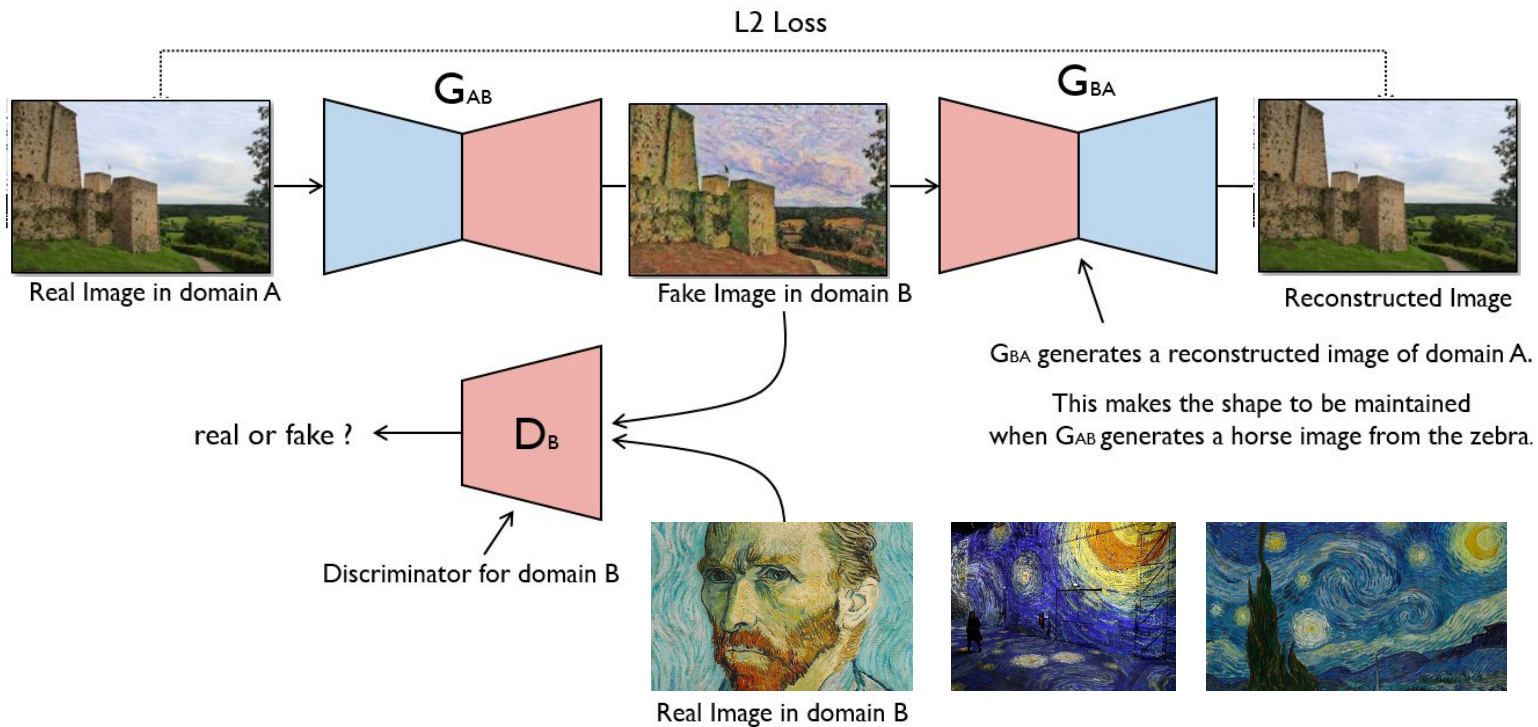 L2 Loss
GAB
GBA
Real Image in domain A
Fake Image in domain B
Reconstructed Image
GBA generates a reconstructed image of domain A.
This makes the shape to be maintained
when GAB generates a horse image from the zebra.
real or fake ?
DB
Discriminator for domain B
Real Image in domain B